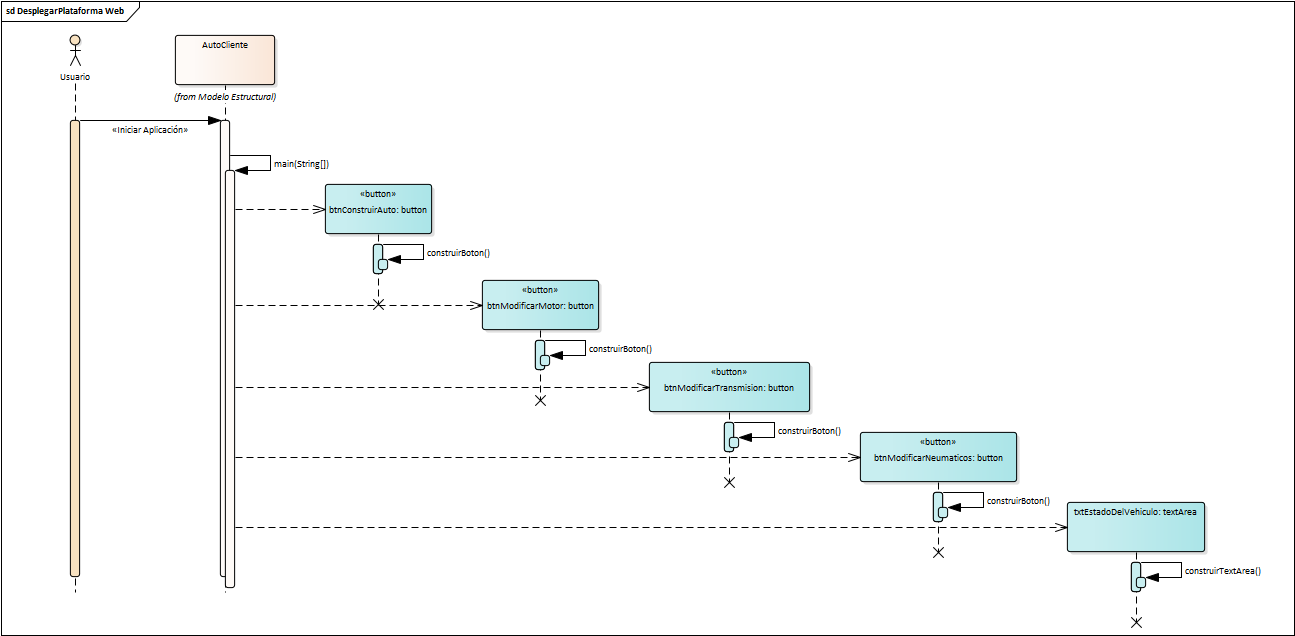 sd DesplegarPlataforma Web
Usuario
AutoCliente
(from Modelo Estructural)
«Iniciar Aplicación»
main(String[])
«button»
btnConstruirAuto: button
construirBoton()
«button»
btnModificarMotor: button
construirBoton()
«button»
btnModificarTransmision: button
construirBoton()
«button»
btnModificarNeumaticos: button
construirBoton()
txtEstadoDelVehiculo: textArea
construirTextArea()